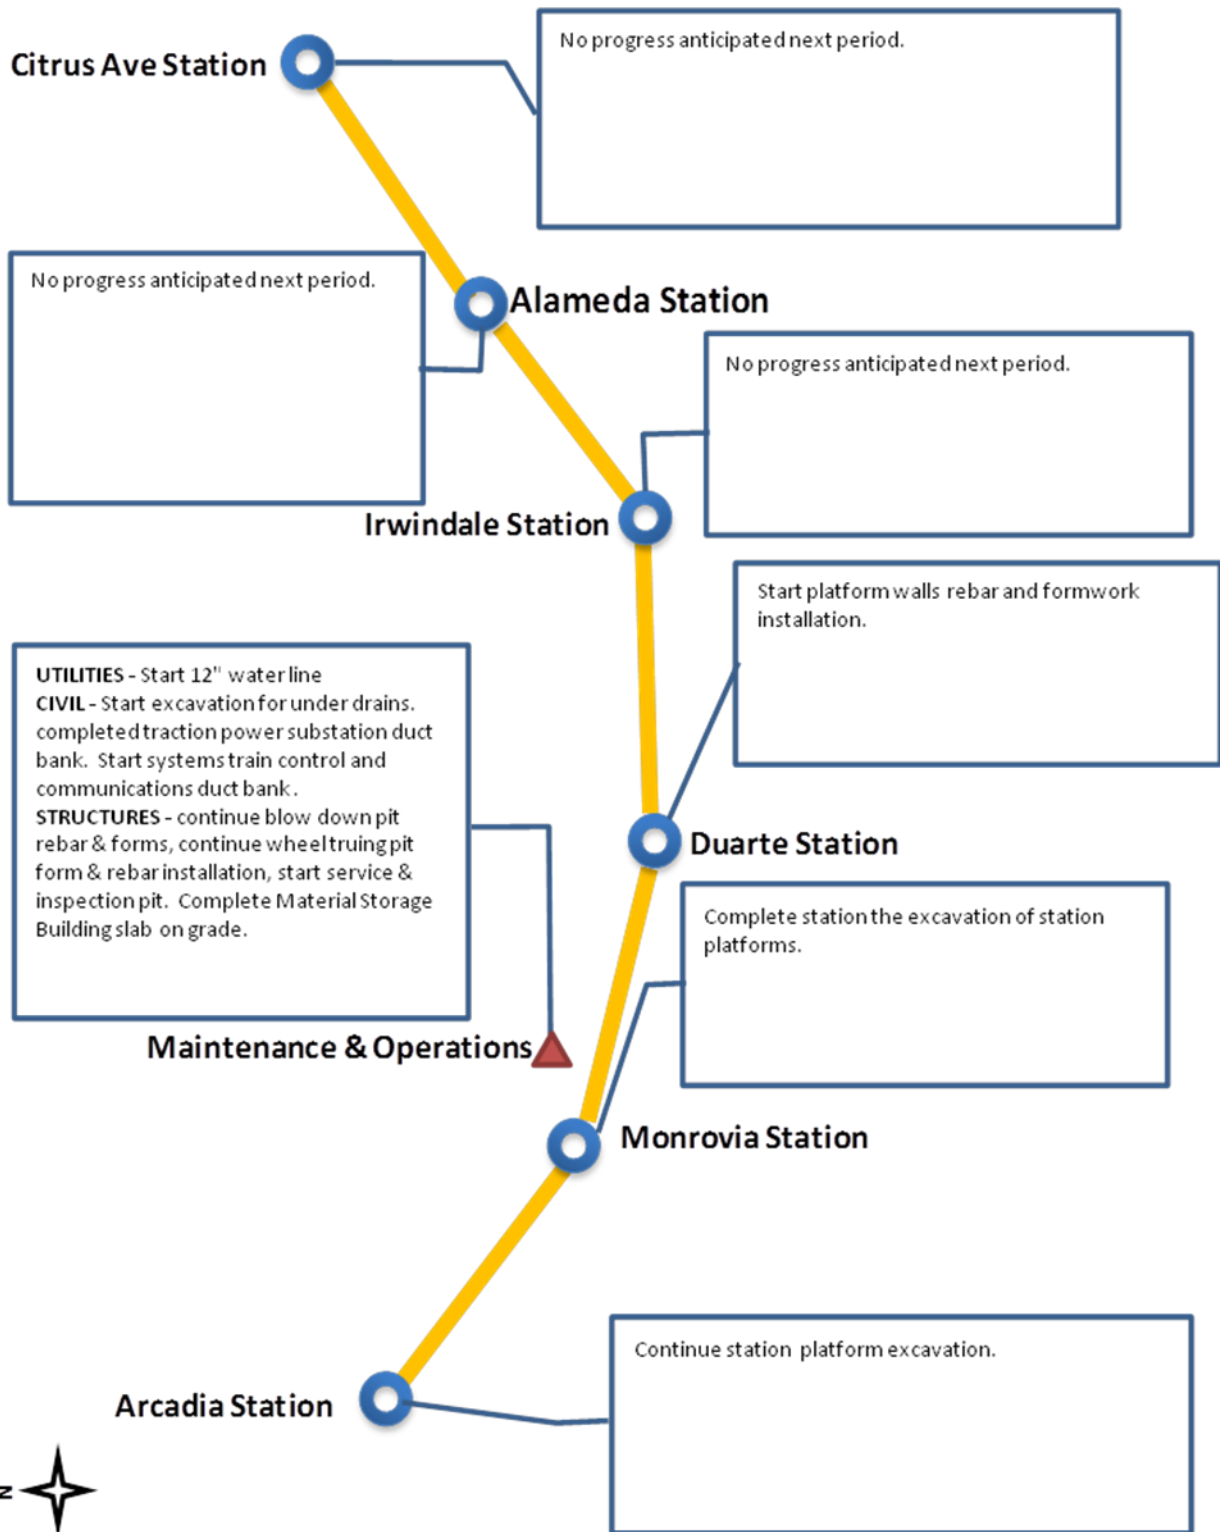 Citrus Ave Station
No progress anticipated next period.
No progress anticipated next period.
Alameda Station
No progress anticipated next period.
Irwindale Station
Start platform walls rebar and formwork
installation.
UTILITIES - Start 12" water line
CIVIL - Start excavation for under drains.
completed traction power substation duct
bank. Start systems train control and
communications duct bank.
STRUCTURES - continue blow down pit
rebar & forms, continue wheel truing pit
form & rebar installation, start service &
inspection pit. Complete Material Storage
Building slab on grade.
Duarte Station
Complete station the excavation of station
platforms.
Maintenance & Operations
Monrovia Station
Continue station platform excavation.
Arcadia Station
N